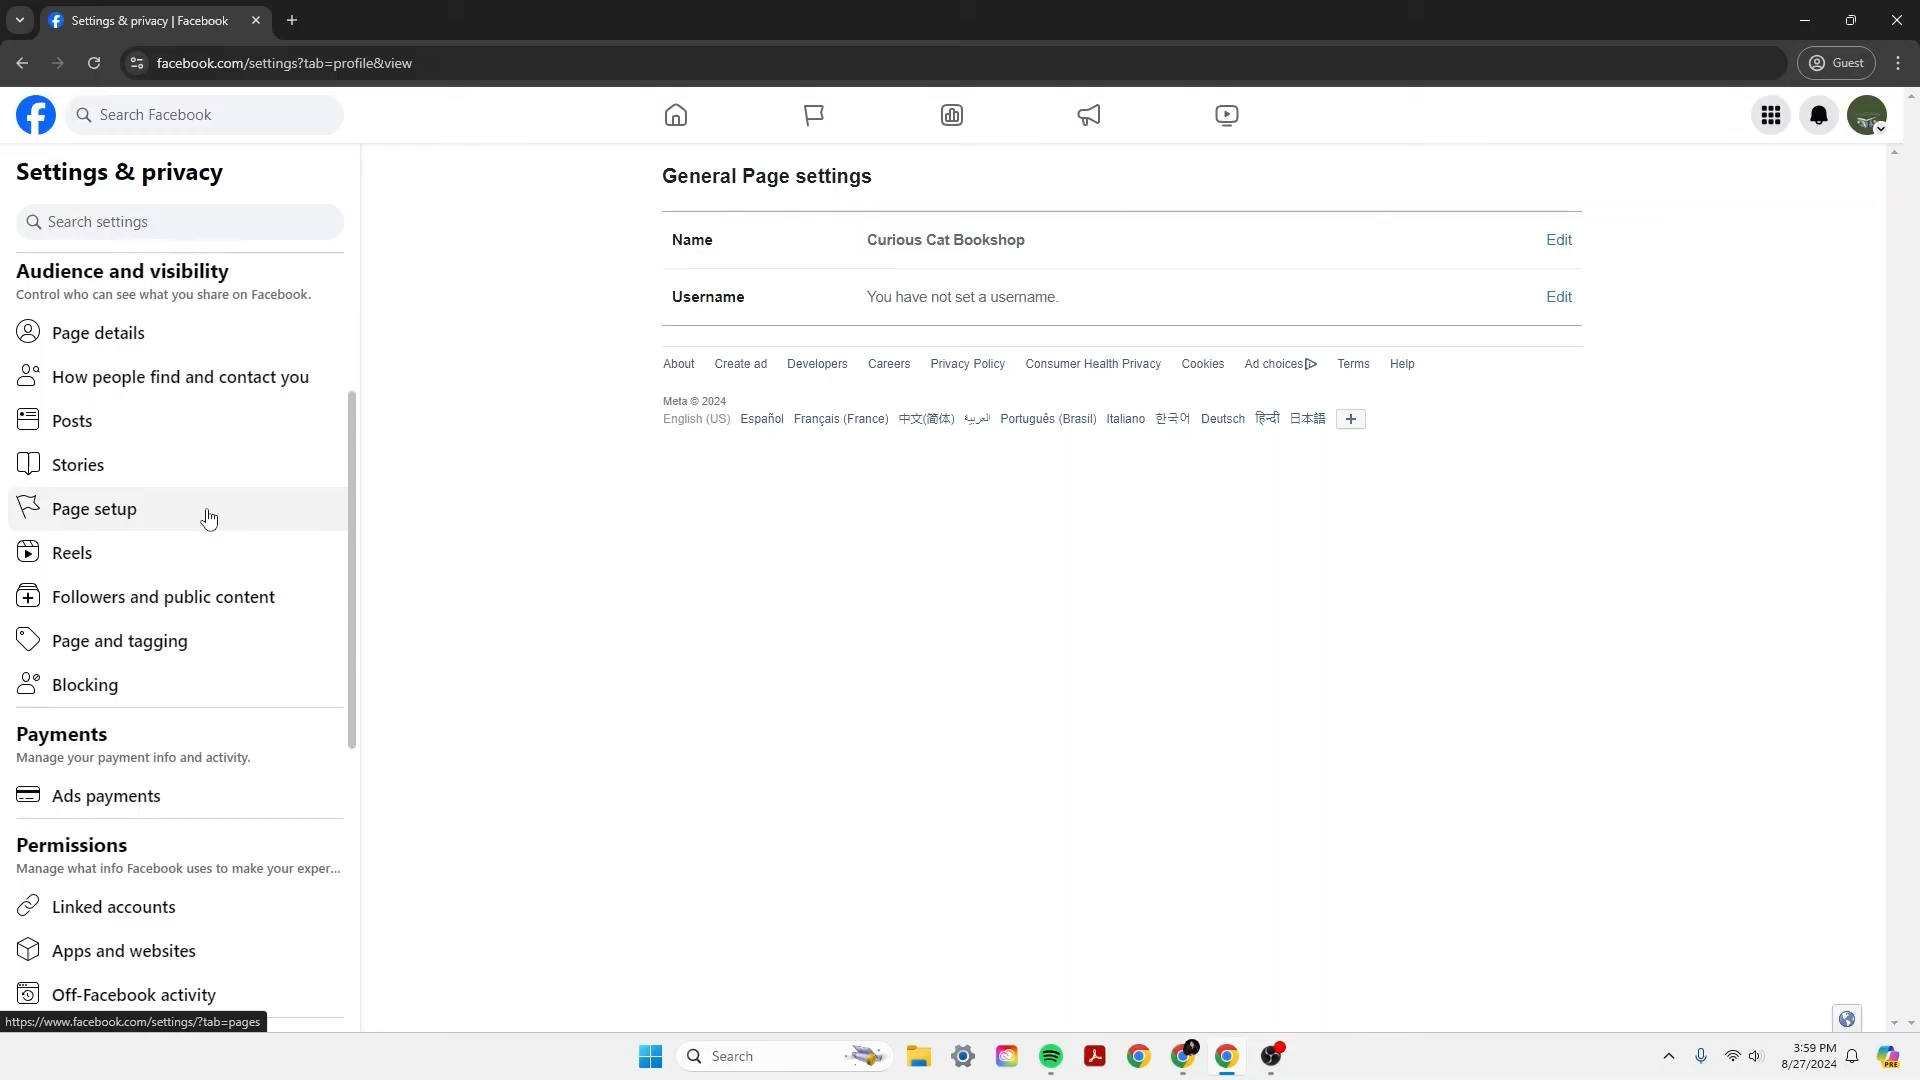 Settings & privacy | Facebook
facebook.com/settings?tab=profile&view
Guest
Search Facebook
Settings & privacy
Search settings
Audience and visibility
Control who can see what you share on Facebook.
Page details
How people find and contact you
Posts
Stories
Page setup
Reels
Followers and public content
Page and tagging
Blocking
Payments
Manage your payment info and activity.
Ads payments
Permissions
Manage what info Facebook uses to make your exper...
Linked accounts
Apps and websites
Off-Facebook activity
https://www.facebook.com/settings/?tab=pages
General Page settings
Name Curious Cat Bookshop Edit
Username You have not set a username. Edit
About Create ad Developers Careers Privacy Policy Consumer Health Privacy Cookies Ad choices Terms Help
Meta © 2024
English (US) Español Français (France) 中文(简体) العربية Português (Brasil) Italiano 한국어 Deutsch हिन्दी 日本語
Search
3:59 PM
8/27/2024
PRE